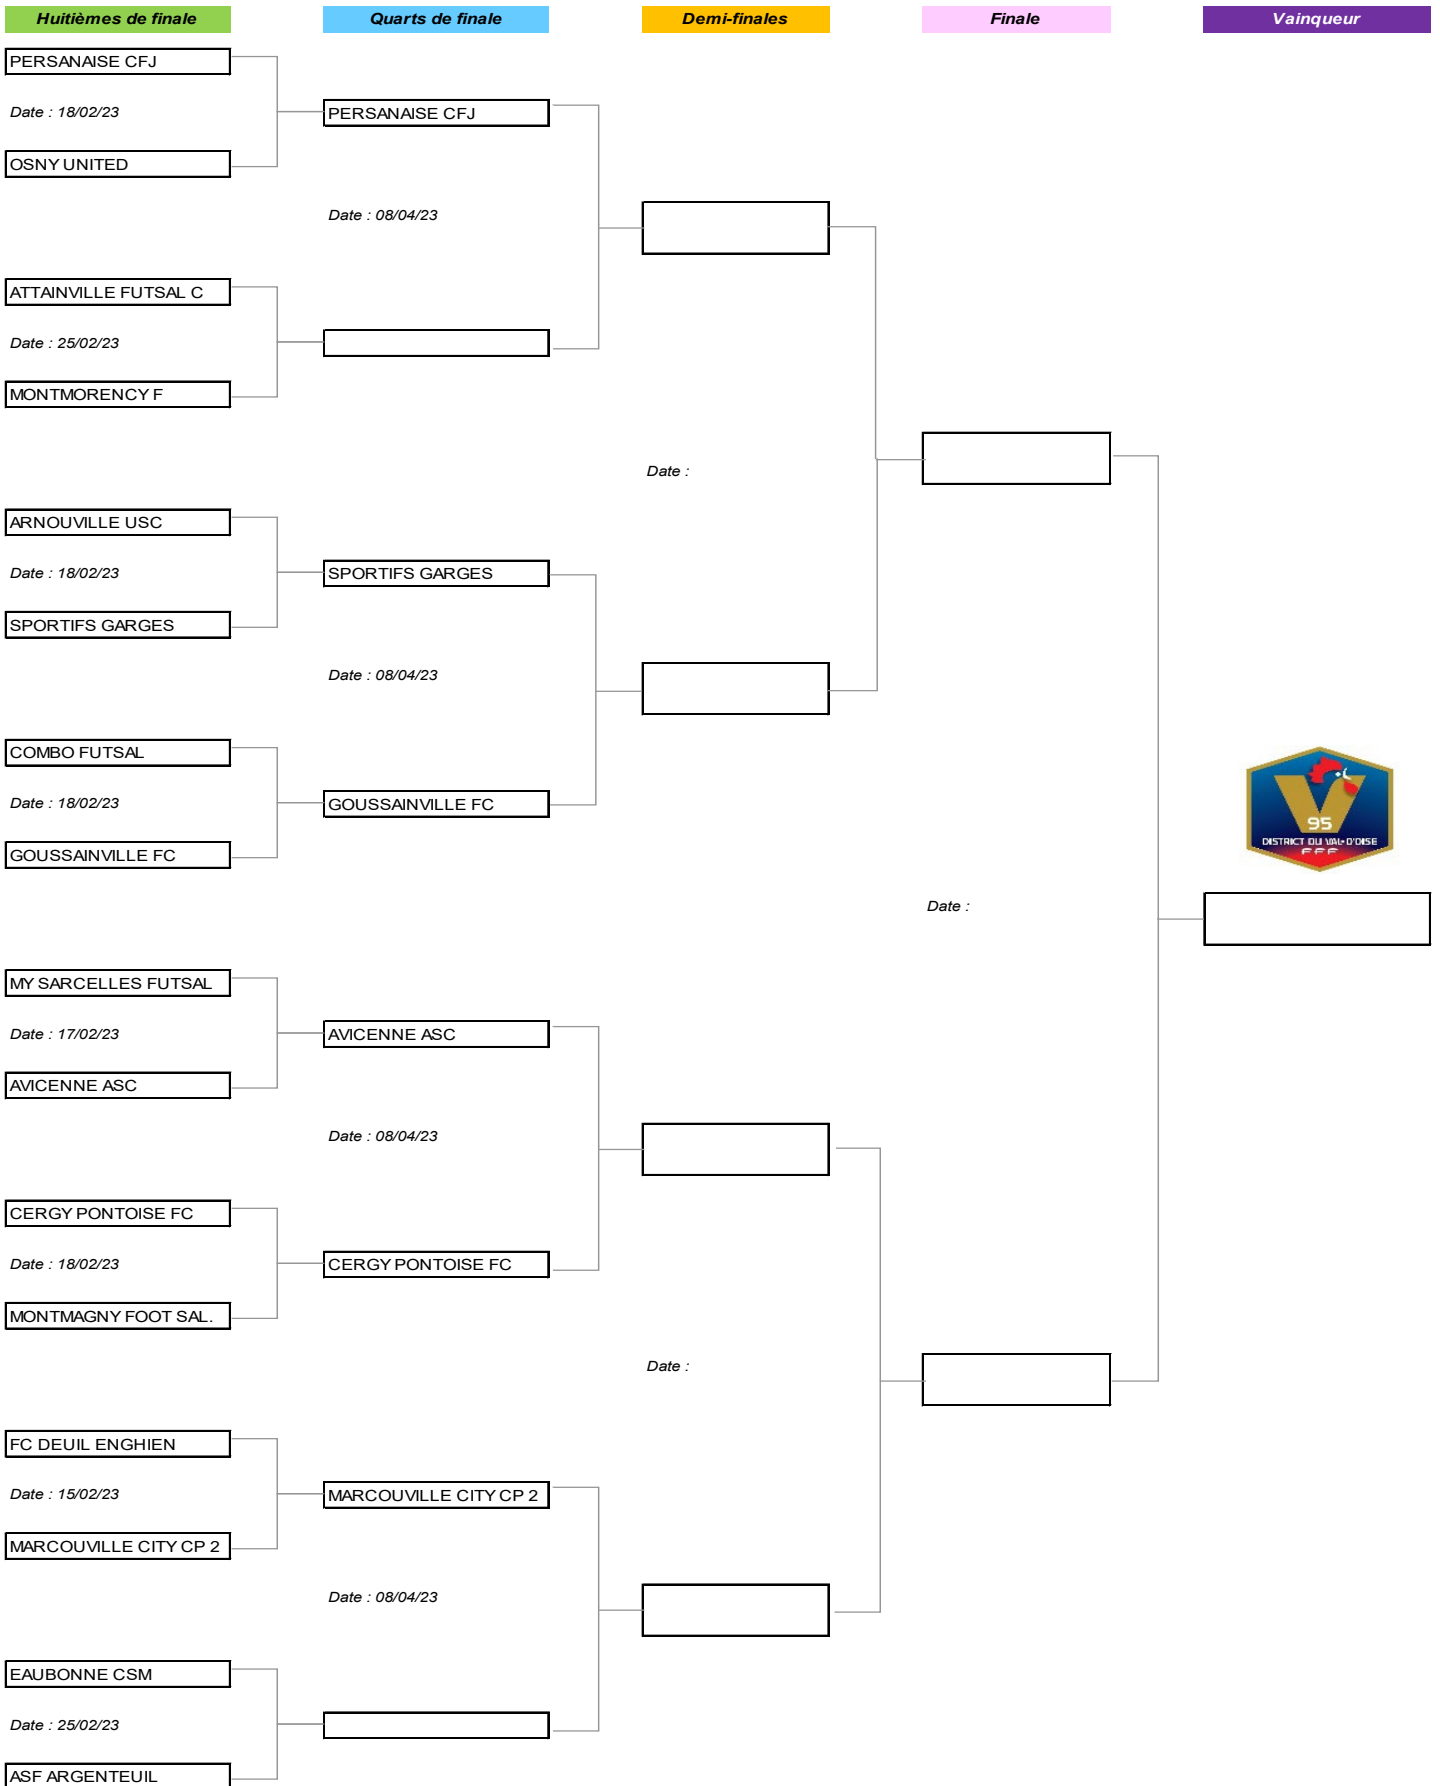 Huitièmes de finale
Quarts de finale
Demi-finales
Finale
Vainqueur
PERSANAISE CFJ
Date : 18/02/23
PERSANAISE CFJ
OSNY UNITED
Date : 08/04/23
ATTAINVILLE FUTSAL C
Date : 25/02/23
MONTMORENCY F
Date :
ARNOUVILLE USC
Date : 18/02/23
SPORTIFS GARGES
SPORTIFS GARGES
Date : 08/04/23
COMBO FUTSAL
Date : 18/02/23
GOUSSAINVILLE FC
GOUSSAINVILLE FC
95
DISTRICT DU VAL-D'OISE
FFF
Date :
MY SARCELLES FUTSAL
Date : 17/02/23
AVICENNE ASC
AVICENNE ASC
Date : 08/04/23
CERGY PONTOISE FC
Date : 18/02/23
CERGY PONTOISE FC
MONTMAGNY FOOT SAL.
Date :
FC DEUIL ENGHIEN
Date : 15/02/23
MARCOUVILLE CITY CP 2
MARCOUVILLE CITY CP 2
Date : 08/04/23
EAUBONNE CSM
Date : 25/02/23
ASF ARGENTEUIL